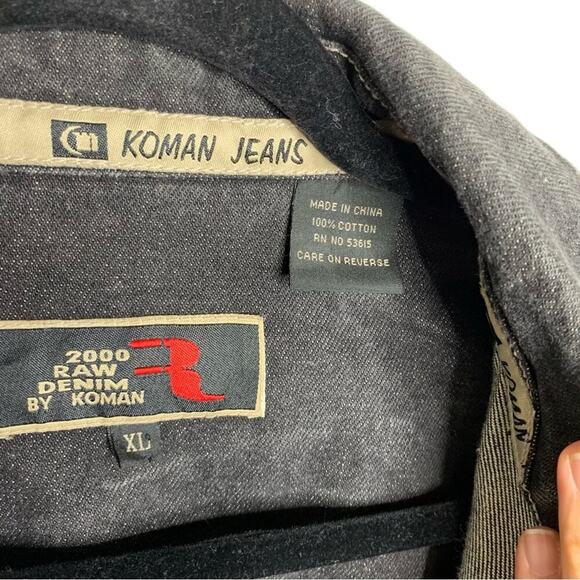 KOMAN JEANS
MADE IN CHINA
100% COTTON
RN NO 53615
CARE ON REVERSE
2000
RAW
DENIM
BY KOMAN
R
XL
KOMAN